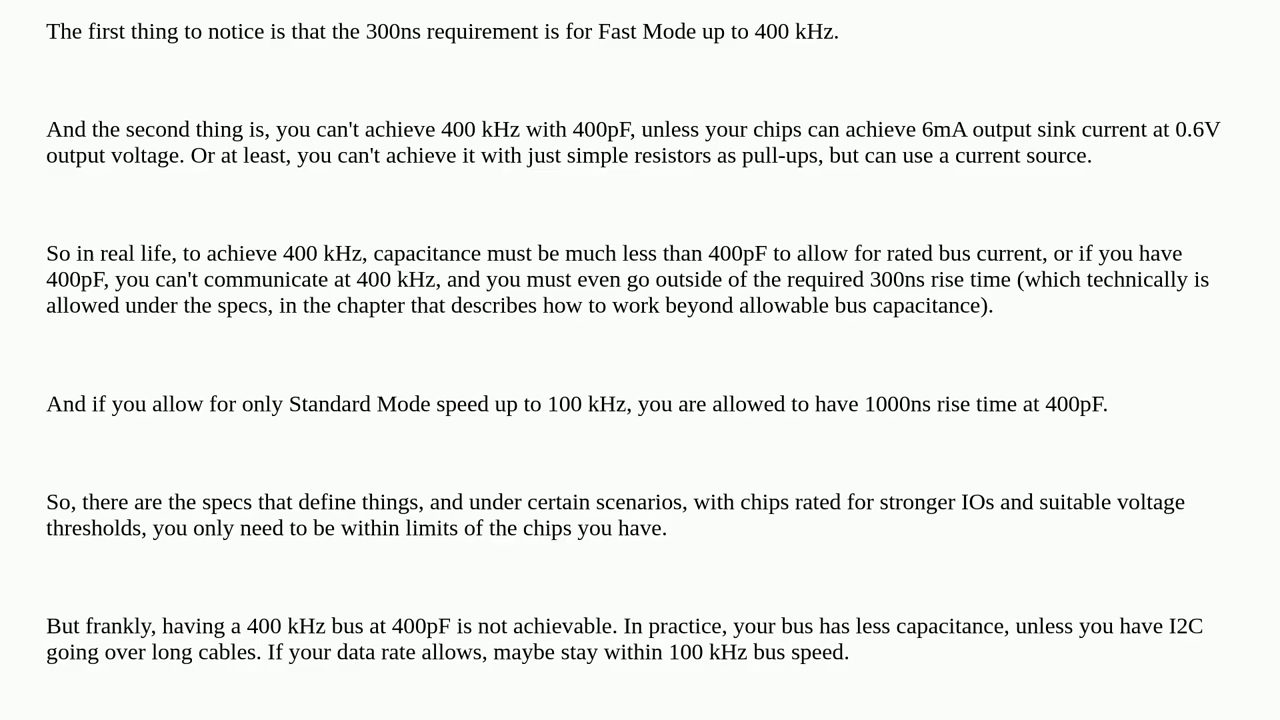 The first thing to notice is that the 300ns requirement is for Fast Mode up to 400 kHz.
And the second thing is, you can't achieve 400 kHz with 400pF, unless your chips can achieve 6mA output sink current at 0.6V
output voltage. Or at least, you can't achieve it with just simple resistors as pull-ups, but can use a current source.
So in real life, to achieve 400 kHz, capacitance must be much less than 400pF to allow for rated bus current, or if you have
400pF, you can't communicate at 400 kHz, and you must even go outside of the required 300ns rise time (which technically is
allowed under the specs, in the chapter that describes how to work beyond allowable bus capacitance).
And if you allow for only Standard Mode speed up to 100 kHz, you are allowed to have 1000ns rise time at 400pF.
So, there are the specs that define things, and under certain scenarios, with chips rated for stronger IOs and suitable voltage
thresholds, you only need to be within limits of the chips you have.
But frankly, having a 400 kHz bus at 400pF is not achievable. In practice, your bus has less capacitance, unless you have I2C
going over long cables. If your data rate allows, maybe stay within 100 kHz bus speed.